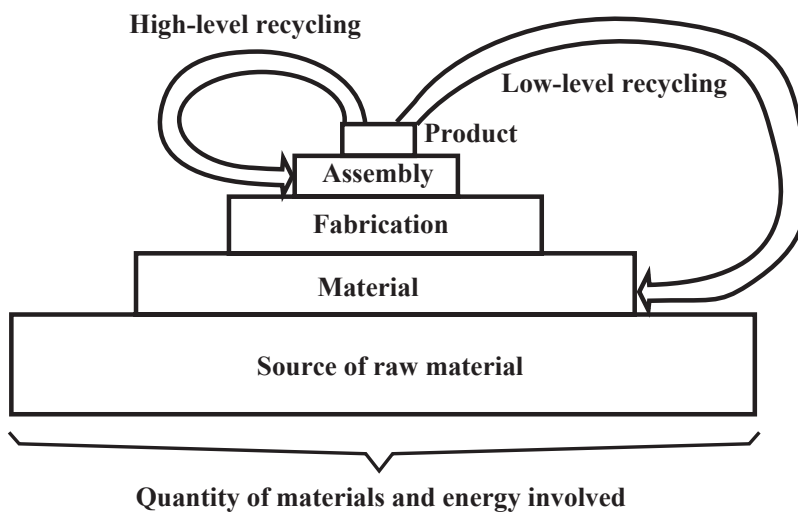 High-level recycling
Low-level recycling
Product
Assembly
Fabrication
Material
Source of raw material
Quantity of materials and energy involved